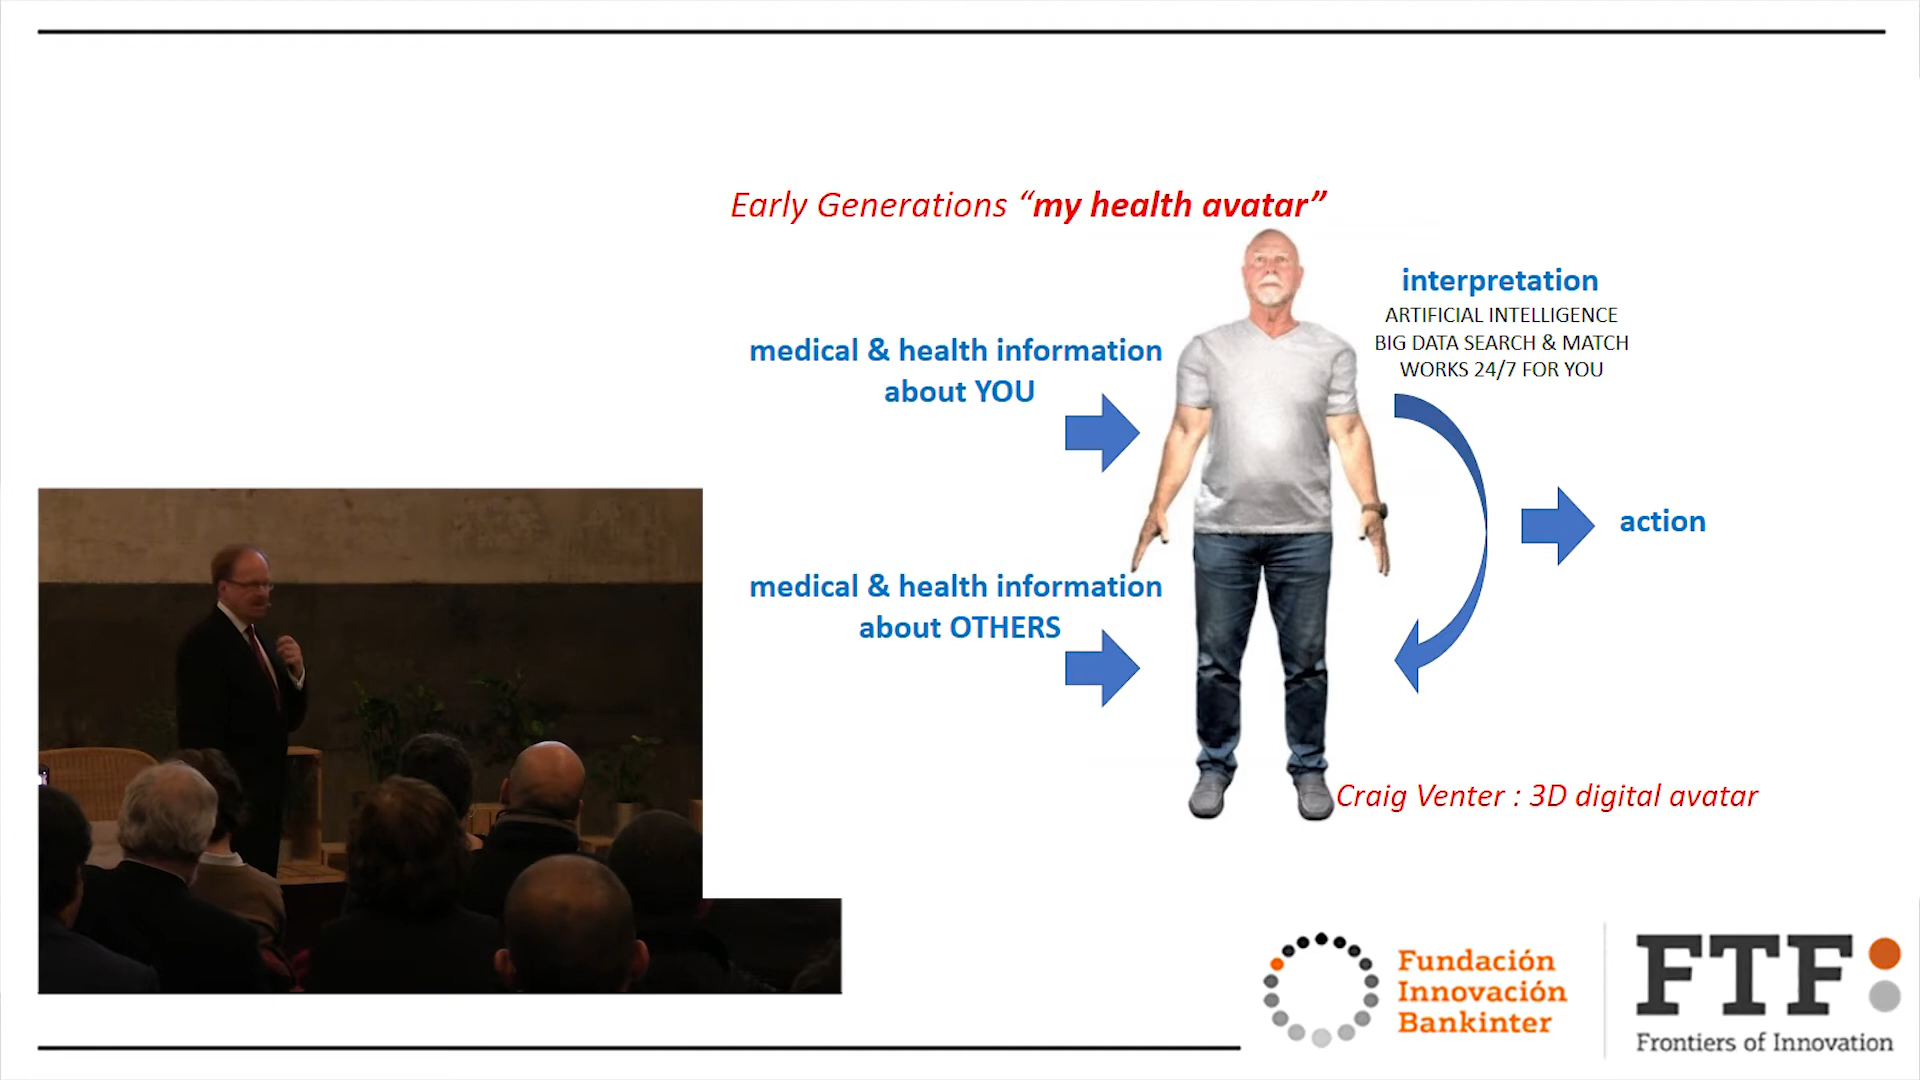 Early Generations “my health avatar”
medical & health information
about YOU
interpretation
ARTIFICIAL INTELLIGENCE
BIG DATA SEARCH & MATCH
WORKS 24/7 FOR YOU
action
medical & health information
about OTHERS
Craig Venter : 3D digital avatar
Fundación
Innovación
Bankinter
FTF:
Frontiers of Innovation